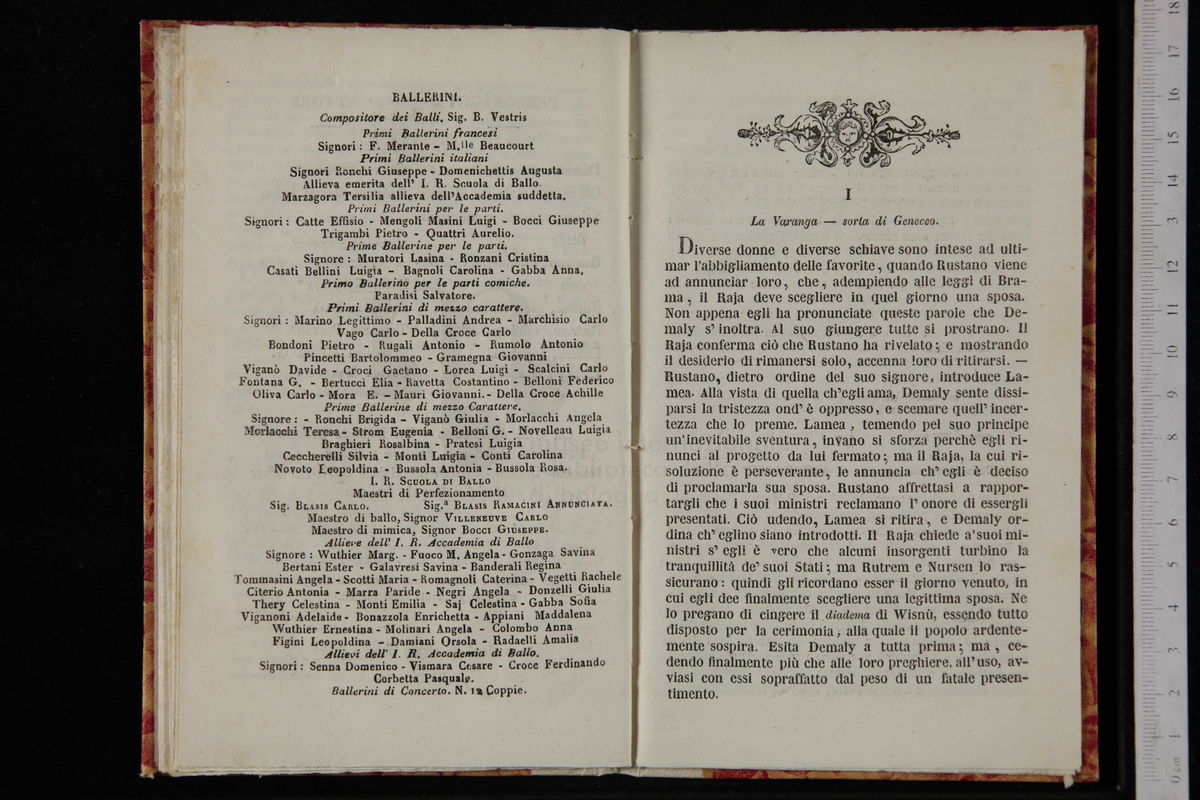 BALLERINI.
Compositore dei Balli. Sig. B. Vestris
Primi Ballerini francesi
Signori : F. Merante - M.lle Beaucourt
Primi Ballerini italiani
Signori Ronchi Giuseppe - Domenichettis Augusta
Allieva emerita dell' I. R. Scuola di Ballo.
Marzagora Tersilia allieva dell'Accademia suddetta.
Primi Ballerini per le parti.
Signori : Catte Effisio - Mengoli Masini Luigi - Bocci Giuseppe
Trigambi Pietro - Quattri Aurelio.
Prime Ballerine per le parti.
Signore : Muratori Lasina - Ronzani Cristina
Casati Bellini Luigia - Bagnoli Carolina - Gabba Anna.
Primo Ballerino per le parti comiche.
Paradisi Salvatore.
Primi Ballerini di mezzo carattere.
Signori : Marino Legittimo - Palladini Andrea - Marchisio Carlo
Vago Carlo - Della Croce Carlo
Bondoni Pietro - Rugali Antonio - Rumolo Antonio
Pincetti Bartolommeo - Gramegna Giovanni
Viganò Davide - Croci Gaetano - Lorea Luigi - Scalcini Carlo
Fontana G. - Bertucci Elia - Ravetta Costantino - Belloni Federico
Oliva Carlo - Mora E. - Mauri Giovanni. - Della Croce Achille
Prime Ballerine di mezzo Carattere.
Signore : - Ronchi Brigida - Viganò Giulia - Morlacchi Angela
Morlacchi Teresa - Strom Eugenia - Belloni G. - Novelleau Luigia
Braghieri Rosalbina - Pratesi Luigia
Ceccherelli Silvia - Monti Luigia - Conti Carolina
Novoto Leopoldina - Bussola Antonia - Bussola Rosa.
I. R. SCUOLA DI BALLO
Maestri di Perfezionamento
Sig. BLASIS CARLO. Sig.a BLASIS RAMACINI ANNUNCIATA.
Maestro di ballo, Signor VILLENEUVE CARLO
Maestro di mimica, Signor BOCCI GIUSEPPE.
Allieve dell' I. R. Accademia di Ballo
Signore : Wuthier Marg. - Fuoco M. Angela - Gonzaga Savina
Bertani Ester - Galavresi Savina - Banderali Regina
Tommasini Angela - Scotti Maria - Romagnoli Caterina - Vegetti Rachele
Citerio Antonia - Marra Paride - Negri Angela - Donzelli Giulia
Thery Celestina - Monti Emilia - Saj Celestina - Gabba Sofia
Viganoni Adelaide - Bonazzola Enrichetta - Appiani Maddalena
Wuthier Ernestina - Molinari Angela - Colombo Anna
Figini Leopoldina - Damiani Orsola - Radaelli Amalia
Allievi dell' I. R. Accademia di Ballo.
Signori : Senna Domenico - Vismara Cesare - Croce Ferdinando
Corbetta Pasquale.
Ballerini di Concerto. N. 12 Coppie.
I
La Varanga — sorta di Geneceo.
Diverse donne e diverse schiave sono intese ad ulti-
mar l'abbigliamento delle favorite, quando Rustano viene
ad annunciar loro, che, adempiendo alle leggi di Bra-
ma, il Raja deve scegliere in quel giorno una sposa.
Non appena egli ha pronunciate queste parole che De-
maly s' inoltra. Al suo giungere tutte si prostrano. Il
Raja conferma ciò che Rustano ha rivelato; e mostrando
il desiderio di rimanersi solo, accenna loro di ritirarsi. —
Rustano, dietro ordine del suo signore, introduce La-
mea. Alla vista di quella ch'egli ama, Demaly sente dissi-
parsi la tristezza ond' è oppresso, e scemare quell' incer-
tezza che lo preme. Lamea, temendo pel suo principe
un'inevitabile sventura, invano si sforza perchè egli ri-
nunci al progetto da lui fermato; ma il Raja, la cui ri-
soluzione è perseverante, le annuncia ch' egli è deciso
di proclamarla sua sposa. Rustano affrettasi a rappor-
targli che i suoi ministri reclamano l' onore di essergli
presentati. Ciò udendo, Lamea si ritira, e Demaly or-
dina ch' eglino siano introdotti. Il Raja chiede a'suoi mi-
nistri s' egli è vero che alcuni insorgenti turbino la
tranquillità de' suoi Stati; ma Rutrem e Nursen lo ras-
sicurano : quindi gli ricordano esser il giorno venuto, in
cui egli dee finalmente scegliere una legittima sposa. Ne
lo pregano di cingere il diadema di Wisnù, essendo tutto
disposto per la cerimonia, alla quale il popolo ardente-
mente sospira. Esita Demaly a tutta prima; ma, ce-
dendo finalmente più che alle loro preghiere, all' uso, av-
viasi con essi sopraffatto dal peso di un fatale presen-
timento.
0 cm 1 2 3 4 5 6 7 8 9 10 11 12 13 14 15 16 17 18